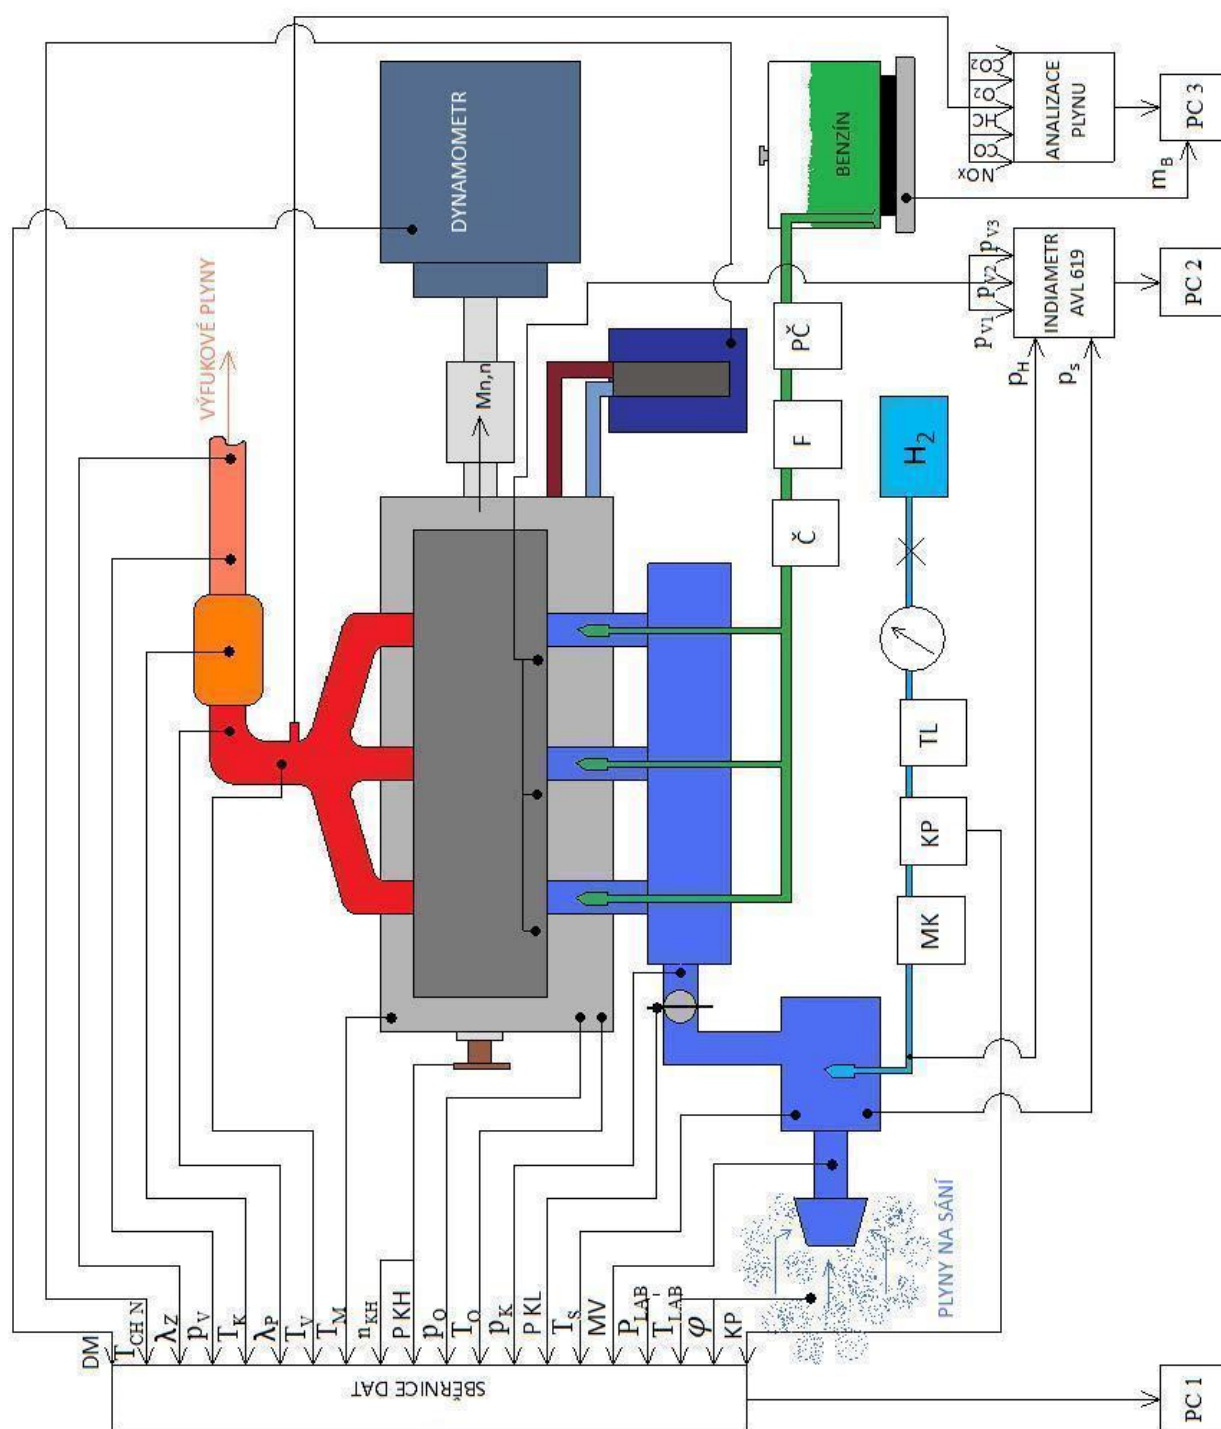 VÝFUKOVÉ PLYNY
DYNAMOMETR
Mn,n
BENZÍN
PČ
F
Č
H2
TL
KP
MK
PLYNY NA SÁNÍ
CO2
O2
HC
CO
NOx
ANALIZACE
PLYNU
PC 3
mB
pV1
pV2
pV3
INDIAMETR
AVL 619
PC 2
pH
pS
DM
TCH N
λZ
pV
TK
λP
TV
TM
nKH
P KH
pO
TO
pK
P KL
TS
MV
PLAB
TLAB
φ
KP
SBĚRNICE DAT
PC 1